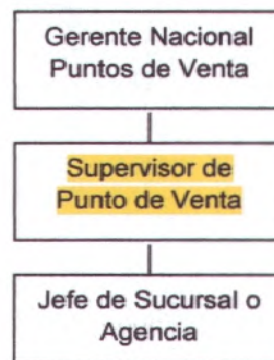 Gerente Nacional
Puntos de Venta
Supervisor de
Punto de Venta
Jefe de Sucursal o
Agencia